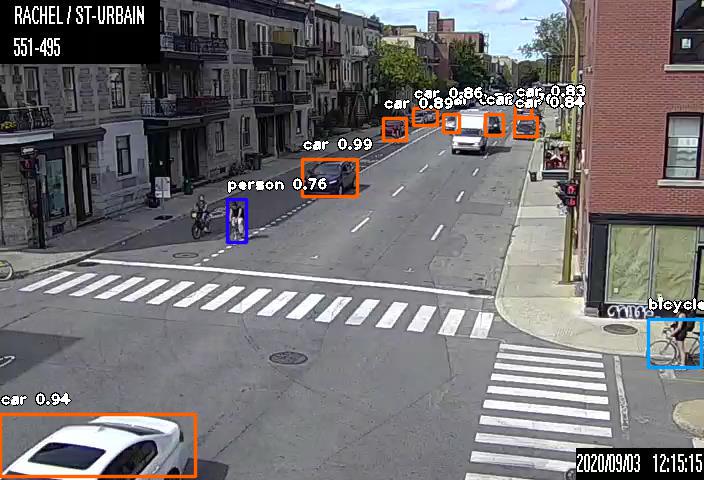 RACHEL / ST-URBAIN
551-495
car 0.86
car 0.83
car 0.89
car 0.84
car 0.99
person 0.76
bicycle
car 0.94
2020/09/03 12:15:15